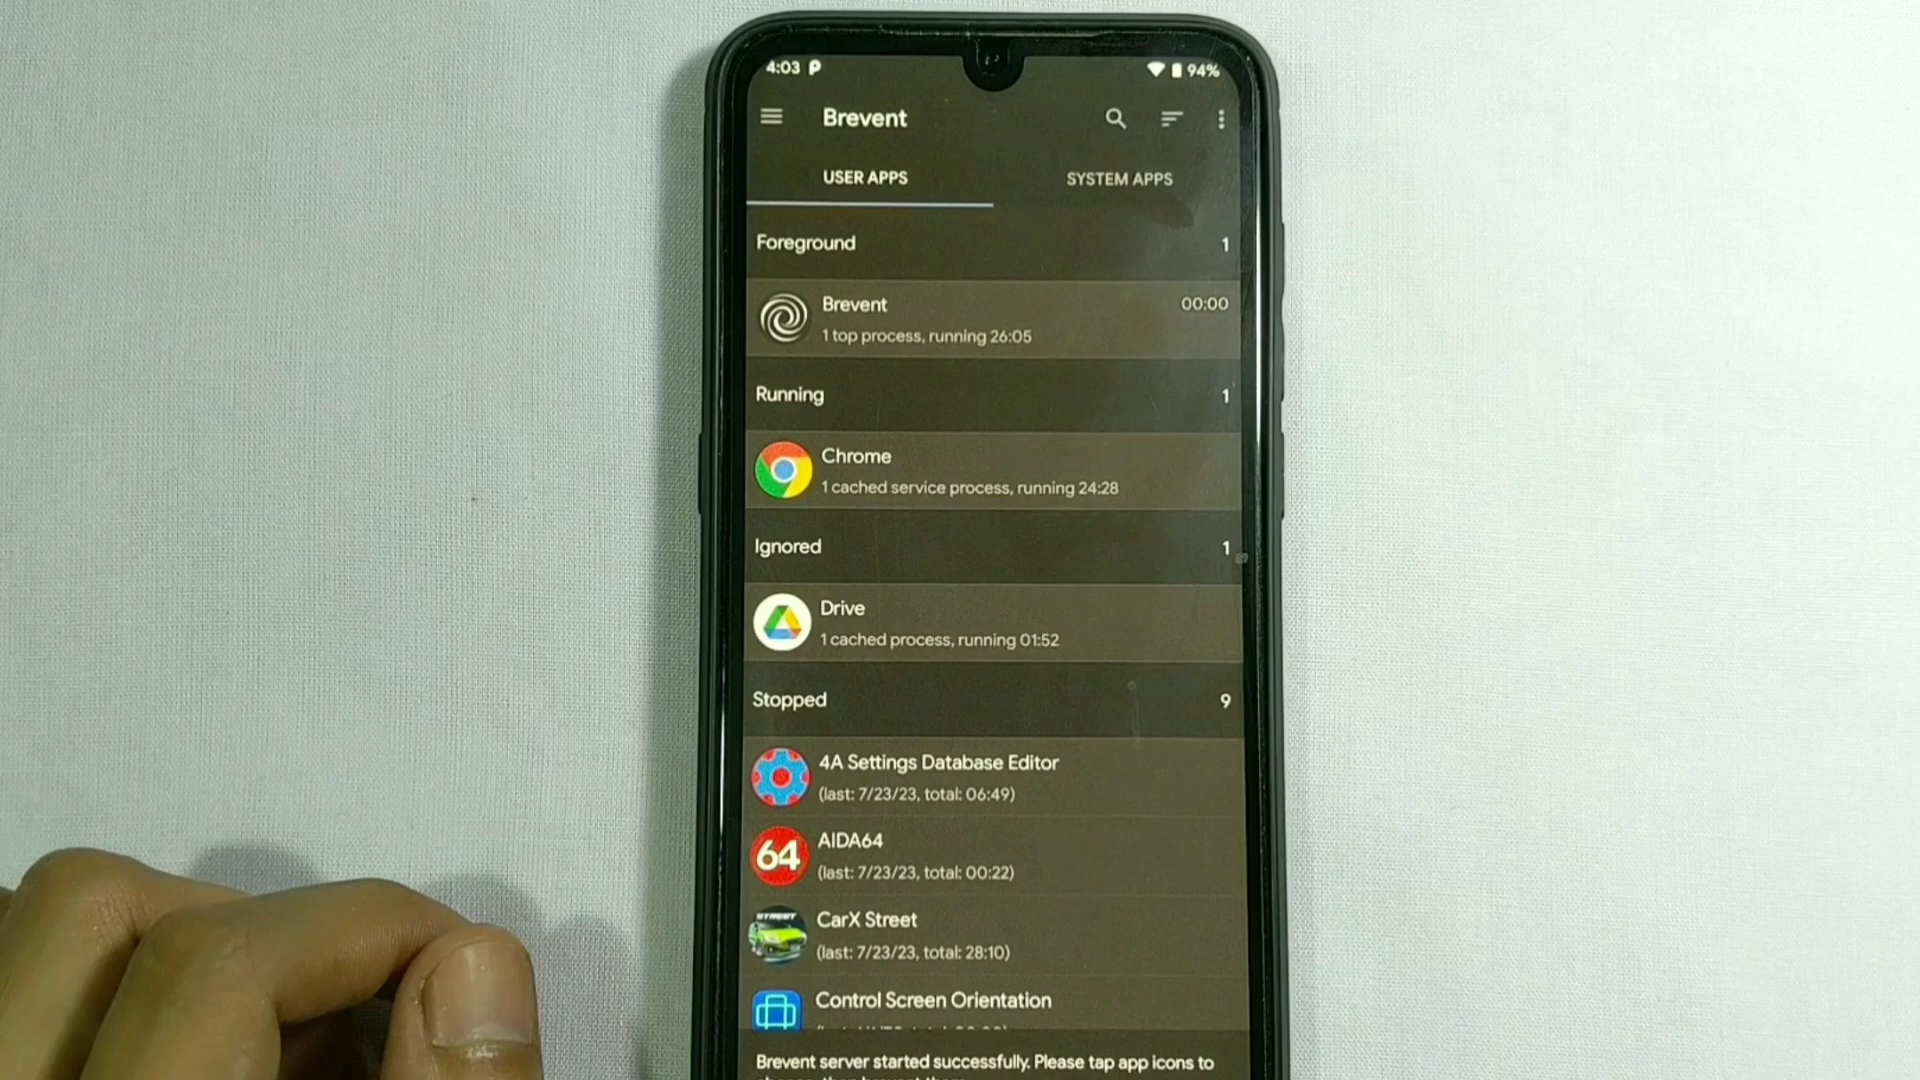 4:03
94%
Brevent
USER APPS
SYSTEM APPS
Foreground 1
Brevent 00:00
1 top process, running 26:05
Running 1
Chrome
1 cached service process, running 24:28
Ignored 1
Drive
1 cached process, running 01:52
Stopped 9
4A Settings Database Editor
(last: 7/23/23, total: 06:49)
64
AIDA64
(last: 7/23/23, total: 00:22)
STREET
CarX Street
(last: 7/23/23, total: 28:10)
Control Screen Orientation
Brevent server started successfully. Please tap app icons to